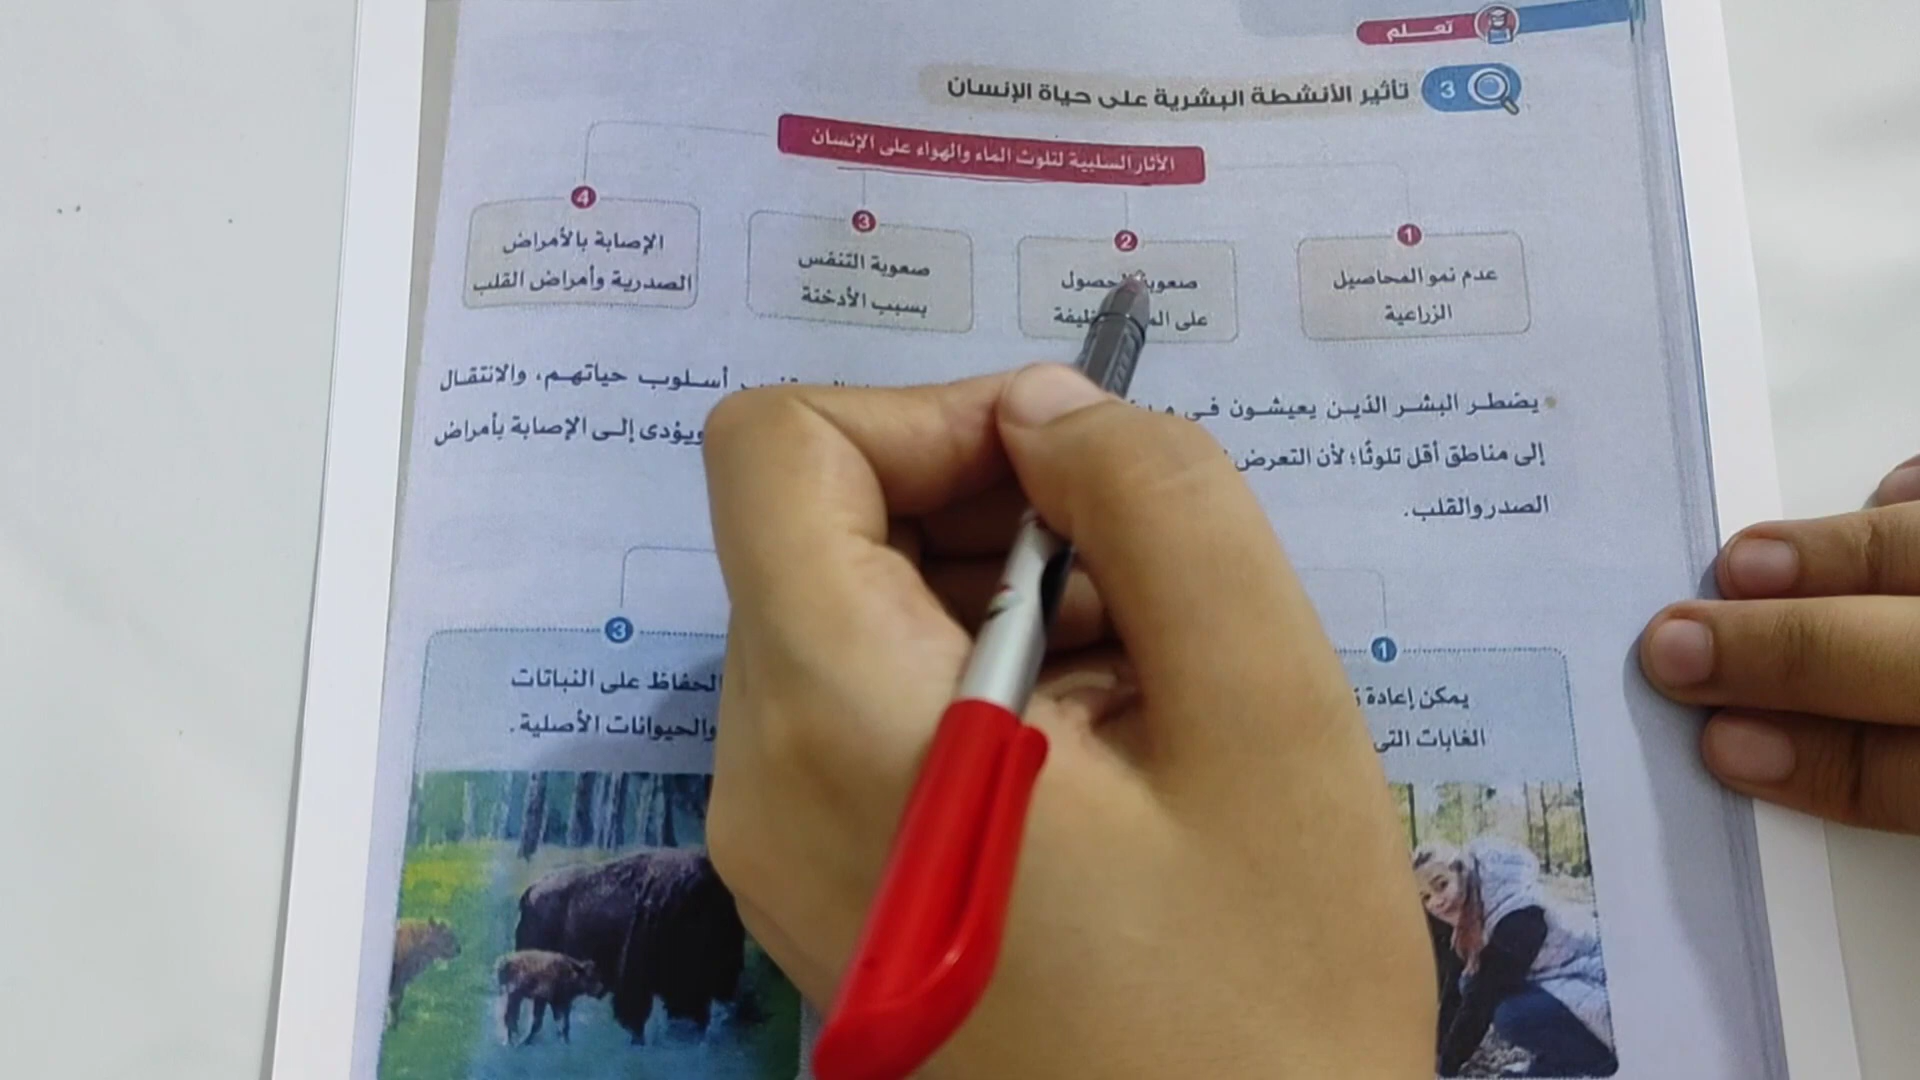 تعلم
3 تأثير الأنشطة البشرية على حياة الإنسان
الآثار السلبية لتلوث الماء والهواء على الإنسان
1
عدم نمو المحاصيل
الزراعية
2
صعوبة الحصول
على
3
صعوبة التنفس
بسبب الأدخنة
4
الإصابة بالأمراض
الصدرية وأمراض القلب
يضطر البشر الذين يعيشون فى أسلوب حياتهم، والانتقال
إلى مناطق أقل تلوثًا؛ لأن التعرض ويؤدى إلى الإصابة بأمراض
الصدر والقلب.
1
يمكن إعادة
الغابات التى
3
الحفاظ على النباتات
والحيوانات الأصلية.